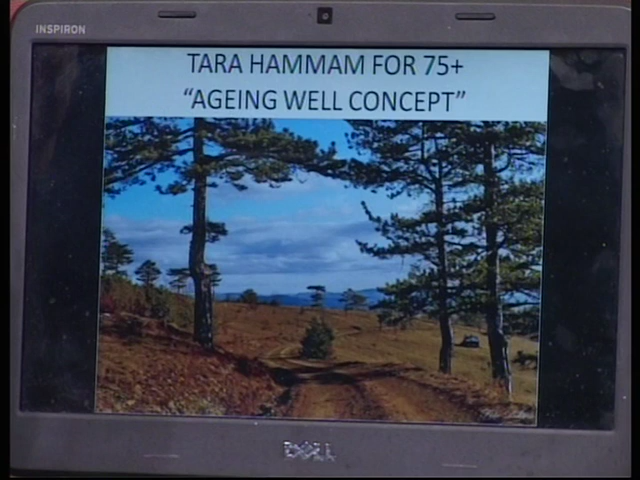 INSPIRON
TARA HAMMAM FOR 75+
“AGEING WELL CONCEPT”
DELL